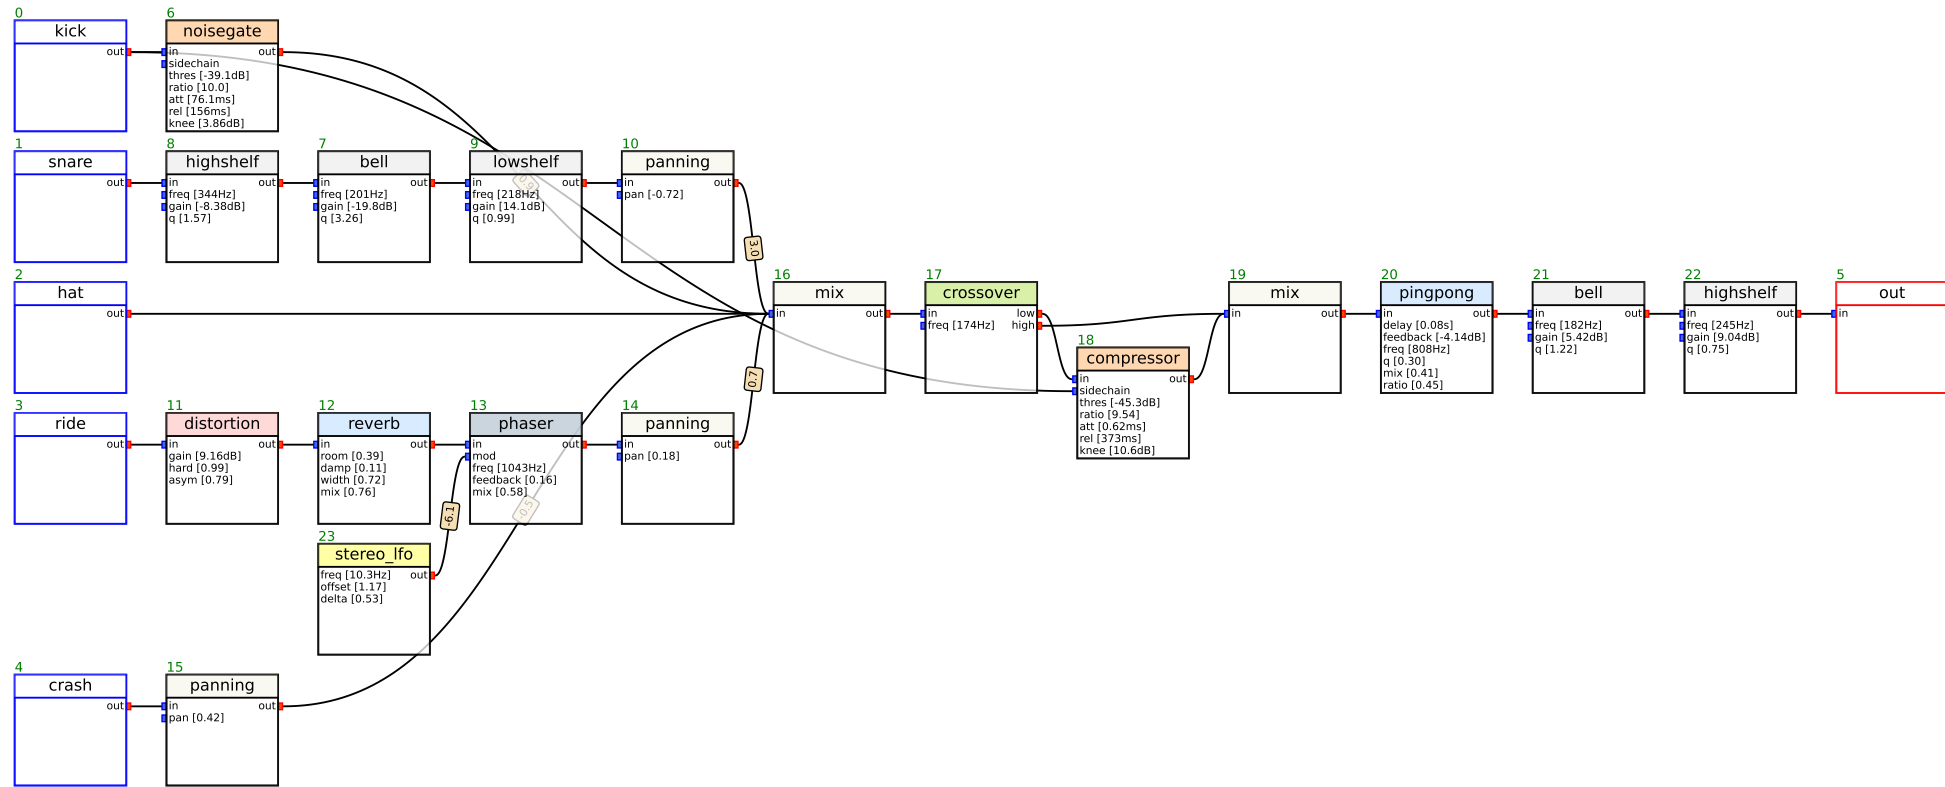 0
kick
out
6
noisegate
in out
sidechain
thres [-39.1dB]
ratio [10.0]
att [76.1ms]
rel [156ms]
knee [3.86dB]
1
snare
out
8
highshelf
in out
freq [344Hz]
gain [-8.38dB]
q [1.57]
7
bell
in out
freq [201Hz]
gain [-19.8dB]
q [3.26]
9
lowshelf
in out
freq [218Hz]
gain [14.1dB]
q [0.99]
10
panning
in out
pan [-0.72]
3.0
2
hat
out
16
mix
in out
17
crossover
in low
freq [174Hz] high
18
compressor
in out
sidechain
thres [-45.3dB]
ratio [9.54]
att [0.62ms]
rel [373ms]
knee [10.6dB]
19
mix
in out
20
pingpong
in out
delay [0.08s]
feedback [-4.14dB]
freq [808Hz]
q [0.30]
mix [0.41]
ratio [0.45]
21
bell
in out
freq [182Hz]
gain [5.42dB]
q [1.22]
22
highshelf
in out
freq [245Hz]
gain [9.04dB]
q [0.75]
5
out
in
0.7
3
ride
out
11
distortion
in out
gain [9.16dB]
hard [0.99]
asym [0.79]
12
reverb
in out
room [0.39]
damp [0.11]
width [0.72]
mix [0.76]
13
phaser
in out
mod
freq [1043Hz]
feedback [0.16]
mix [0.58]
-0.5
14
panning
in out
pan [0.18]
-6.1
23
stereo_lfo
freq [10.3Hz] out
offset [1.17]
delta [0.53]
4
crash
out
15
panning
in out
pan [0.42]